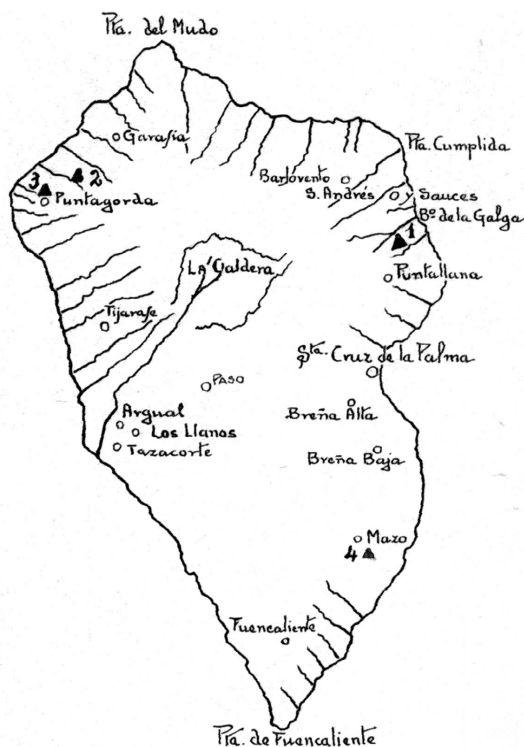 Pta. del Mudo
Garafía
Pta. Cumplida
Barlóvento
S. Andrés y Sauces
Bº de la Galga
3
2
Puntagorda
1
La Caldera
Puntallana
Tijarafe
Sta. Cruz de la Palma
Paso
Argual
Breña Alta
Los Llanos
Tazacorte
Breña Baja
Mazo
4
Fuencaliente
Pta. de Fuencaliente